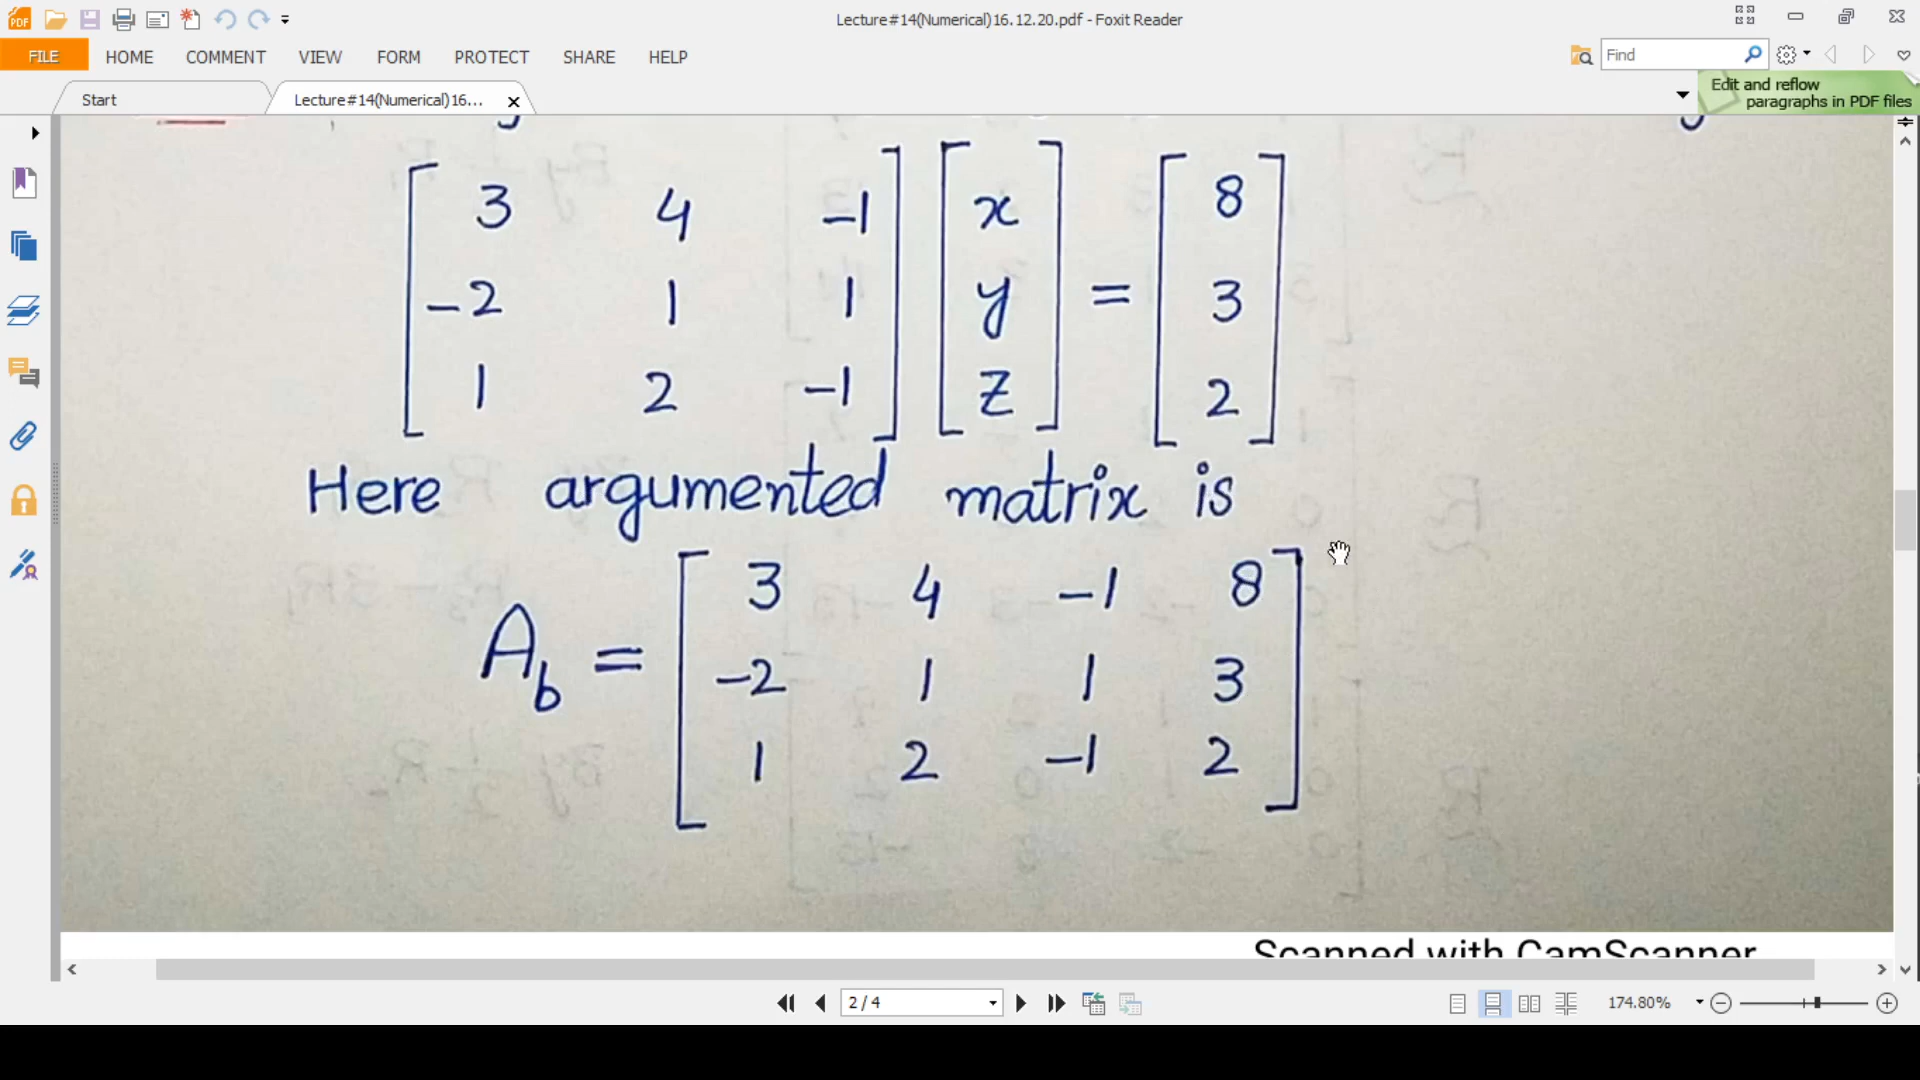 Lecture#14(Numerical)16.12.20.pdf - Foxit Reader
FILE HOME COMMENT VIEW FORM PROTECT SHARE HELP
Find
Start Lecture#14(Numerical)16...
Edit and reflow
paragraphs in PDF files
3 4 -1 x 8
-2 1 1 y = 3
1 2 -1 z 2
Here argumented matrix is
3 4 -1 8
A_b = -2 1 1 3
1 2 -1 2
Scanned with CamScanner
2 / 4
174.80%